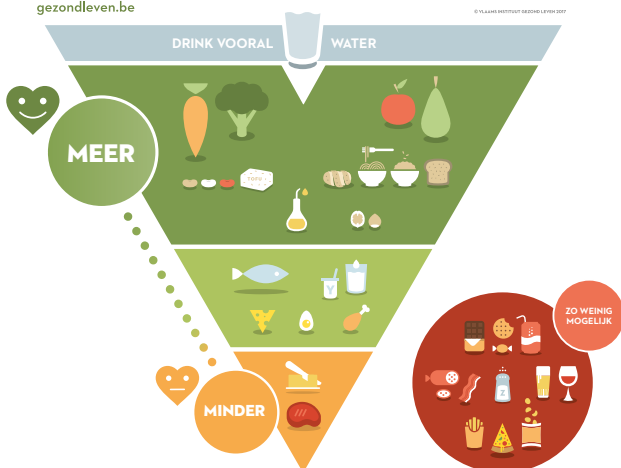 gezondleven.be
© VLAAMS INSTITUUT GEZOND LEVEN 2017
DRINK VOORAL WATER
MEER
TOFU
Y
ZO WEINIG
MOGELIJK
Z
MINDER